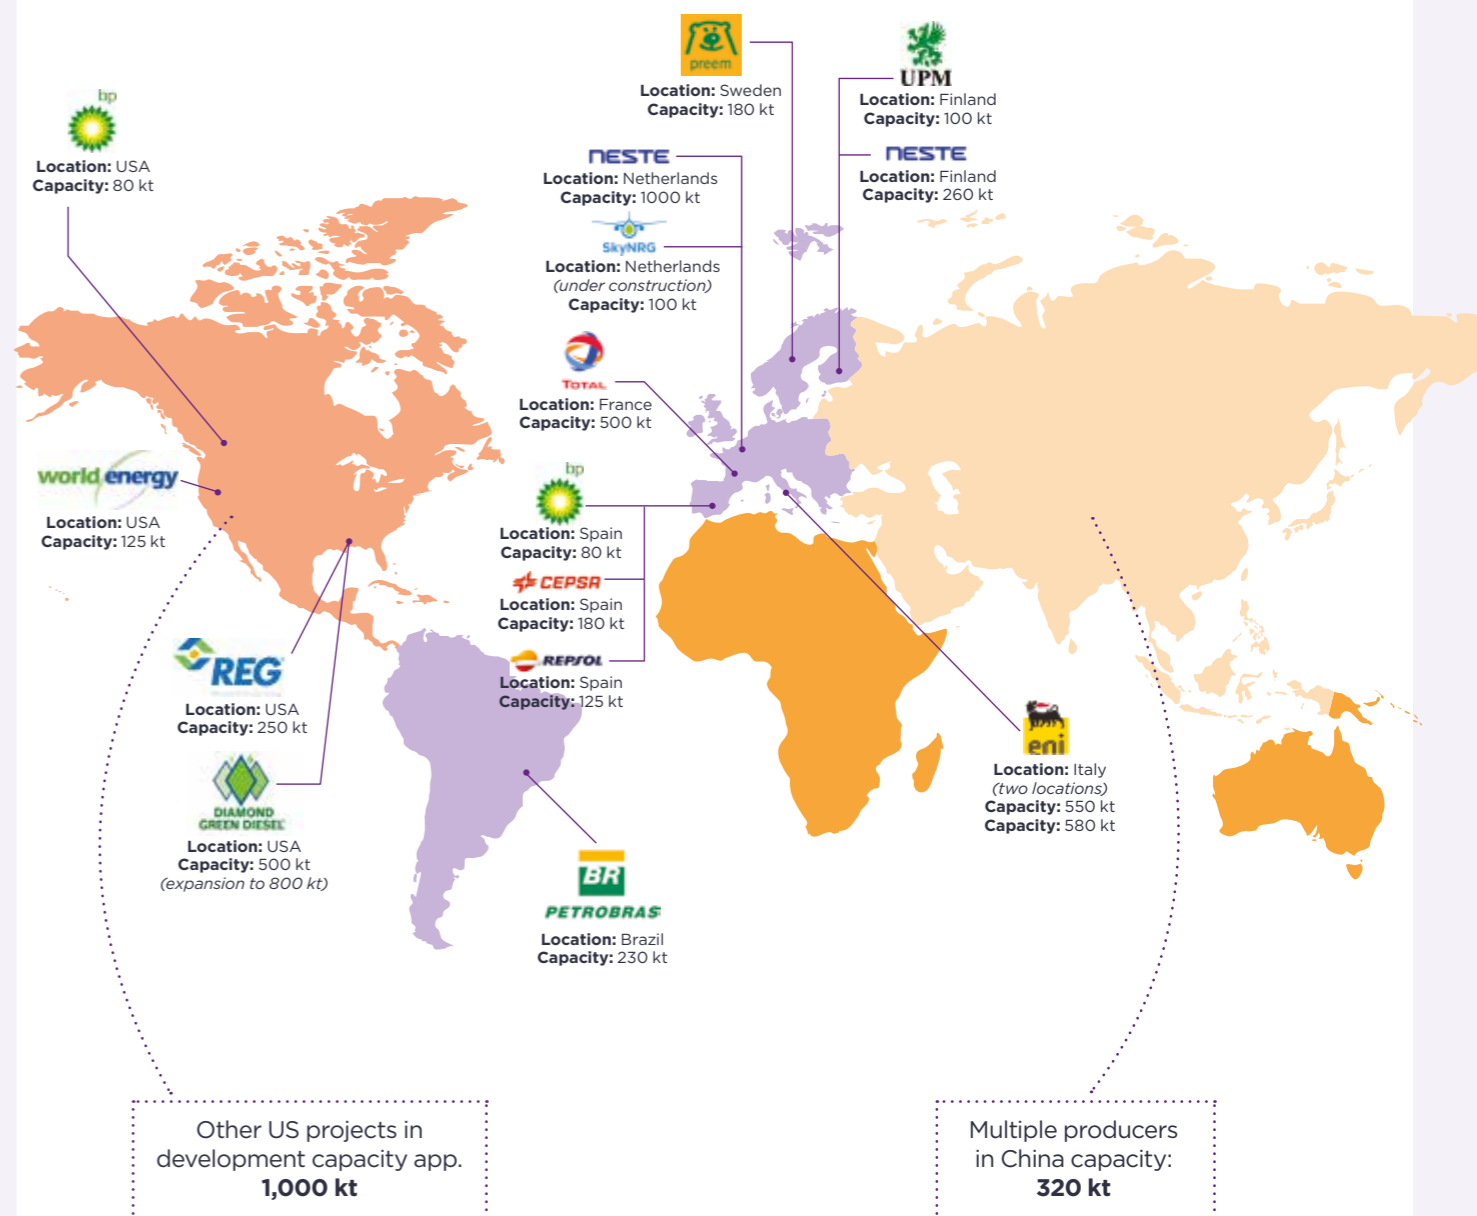 preem
Location: Sweden
Capacity: 180 kt
UPM
Location: Finland
Capacity: 100 kt
NESTE
Location: Finland
Capacity: 260 kt
bp
Location: USA
Capacity: 80 kt
NESTE
Location: Netherlands
Capacity: 1000 kt
SkyNRG
Location: Netherlands
(under construction)
Capacity: 100 kt
TOTAL
Location: France
Capacity: 500 kt
world energy
Location: USA
Capacity: 125 kt
bp
Location: Spain
Capacity: 80 kt
CEPSA
Location: Spain
Capacity: 180 kt
REPSOL
Location: Spain
Capacity: 125 kt
REG
Location: USA
Capacity: 250 kt
DIAMOND
GREEN DIESEL
Location: USA
Capacity: 500 kt
(expansion to 800 kt)
eni
Location: Italy
(two locations)
Capacity: 550 kt
Capacity: 580 kt
BR
PETROBRAS
Location: Brazil
Capacity: 230 kt
Other US projects in
development capacity app.
1,000 kt
Multiple producers
in China capacity:
320 kt